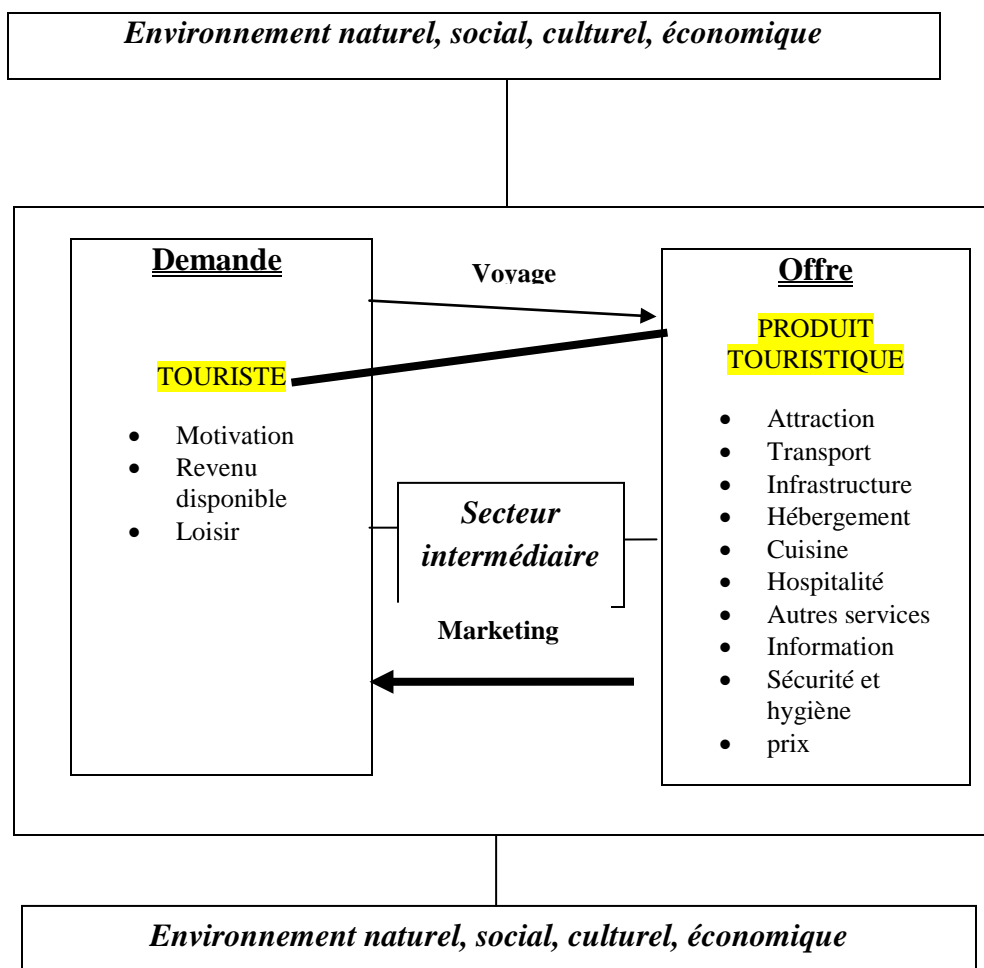 Environnement naturel, social, culturel, économique
Demande
TOURISTE
• Motivation
• Revenu
disponible
• Loisir
Voyage
Secteur
intermédiaire
Marketing
Offre
PRODUIT
TOURISTIQUE
• Attraction
• Transport
• Infrastructure
• Hébergement
• Cuisine
• Hospitalité
• Autres services
• Information
• Sécurité et
hygiène
• prix
Environnement naturel, social, culturel, économique